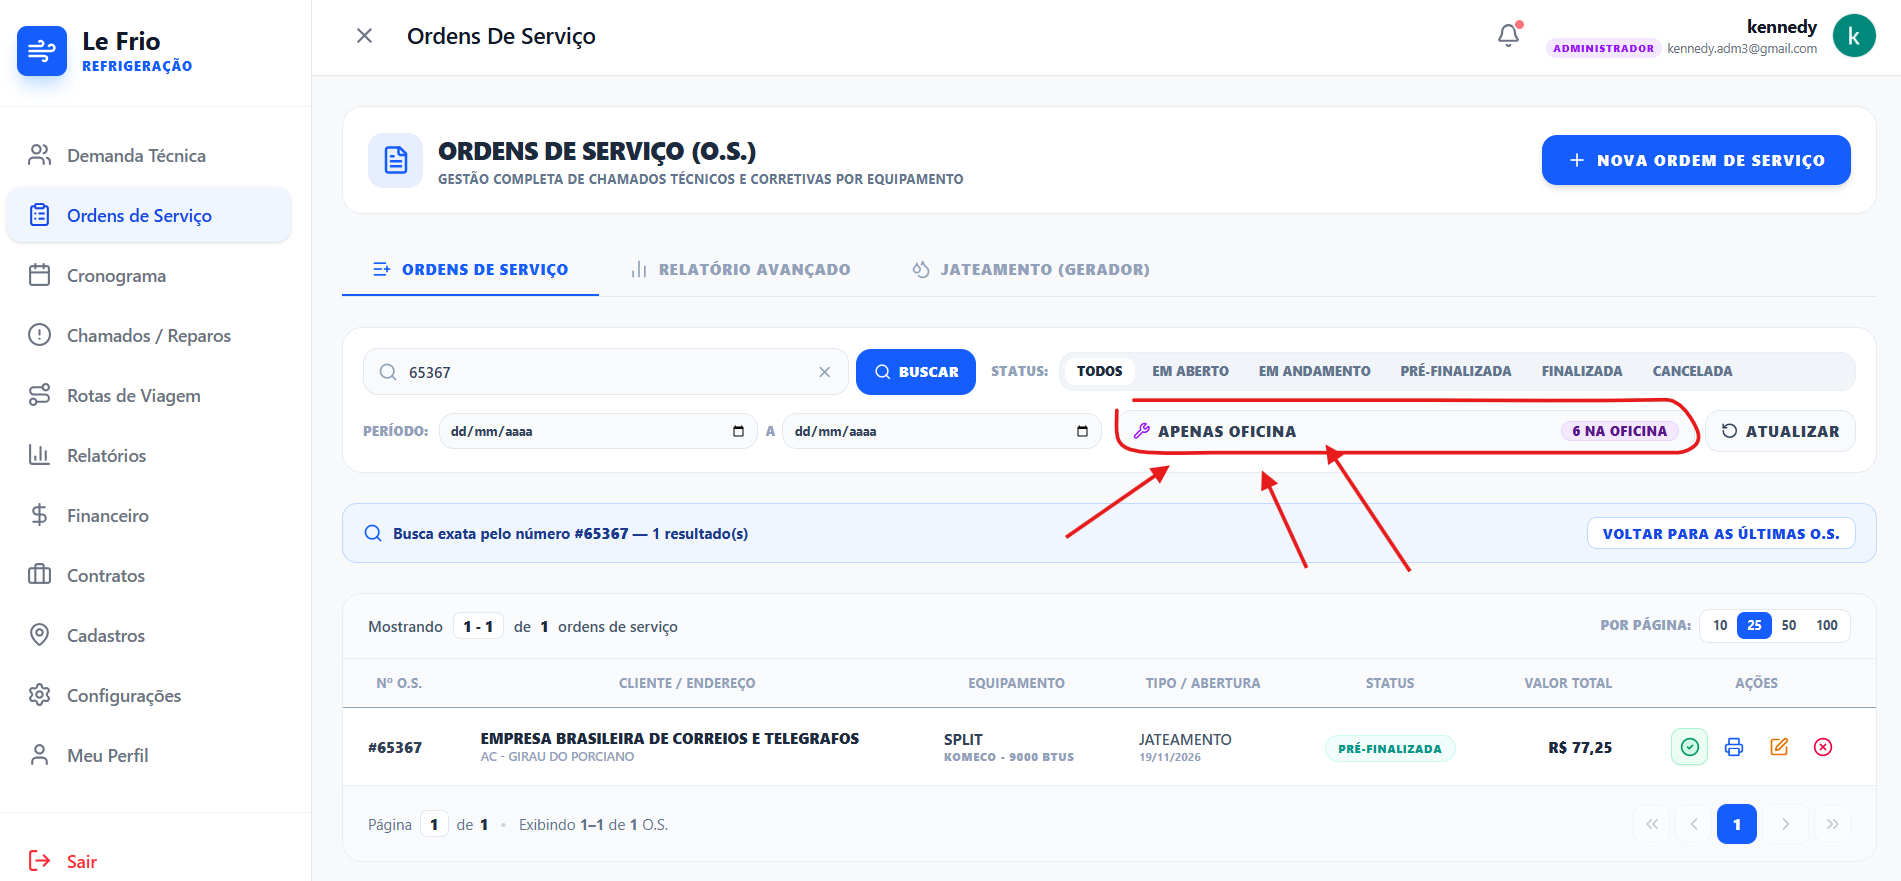 Le Frio
REFRIGERAÇÃO
Demanda Técnica
Ordens de Serviço
Cronograma
Chamados / Reparos
Rotas de Viagem
Relatórios
Financeiro
Contratos
Cadastros
Configurações
Meu Perfil
Sair
Ordens De Serviço
kennedy
ADMINISTRADOR kennedy.adm3@gmail.com
k
ORDENS DE SERVIÇO (O.S.)
GESTÃO COMPLETA DE CHAMADOS TÉCNICOS E CORRETIVAS POR EQUIPAMENTO
NOVA ORDEM DE SERVIÇO
ORDENS DE SERVIÇO RELATÓRIO AVANÇADO JATEAMENTO (GERADOR)
65367 BUSCAR STATUS: TODOS EM ABERTO EM ANDAMENTO PRÉ-FINALIZADA FINALIZADA CANCELADA
PERÍODO: dd/mm/aaaa A dd/mm/aaaa APENAS OFICINA 6 NA OFICINA ATUALIZAR
Busca exata pelo número #65367 — 1 resultado(s) VOLTAR PARA AS ÚLTIMAS O.S.
Mostrando 1 - 1 de 1 ordens de serviço POR PÁGINA: 10 25 50 100
Nº O.S. CLIENTE / ENDEREÇO EQUIPAMENTO TIPO / ABERTURA STATUS VALOR TOTAL AÇÕES
#65367 EMPRESA BRASILEIRA DE CORREIOS E TELEGRAFOS SPLIT JATEAMENTO PRÉ-FINALIZADA R$ 77,25
AC - GIRAU DO PORCIANO KOMECO - 9000 BTUS 19/11/2026
Página 1 de 1 • Exibindo 1–1 de 1 O.S. « ‹ 1 › »